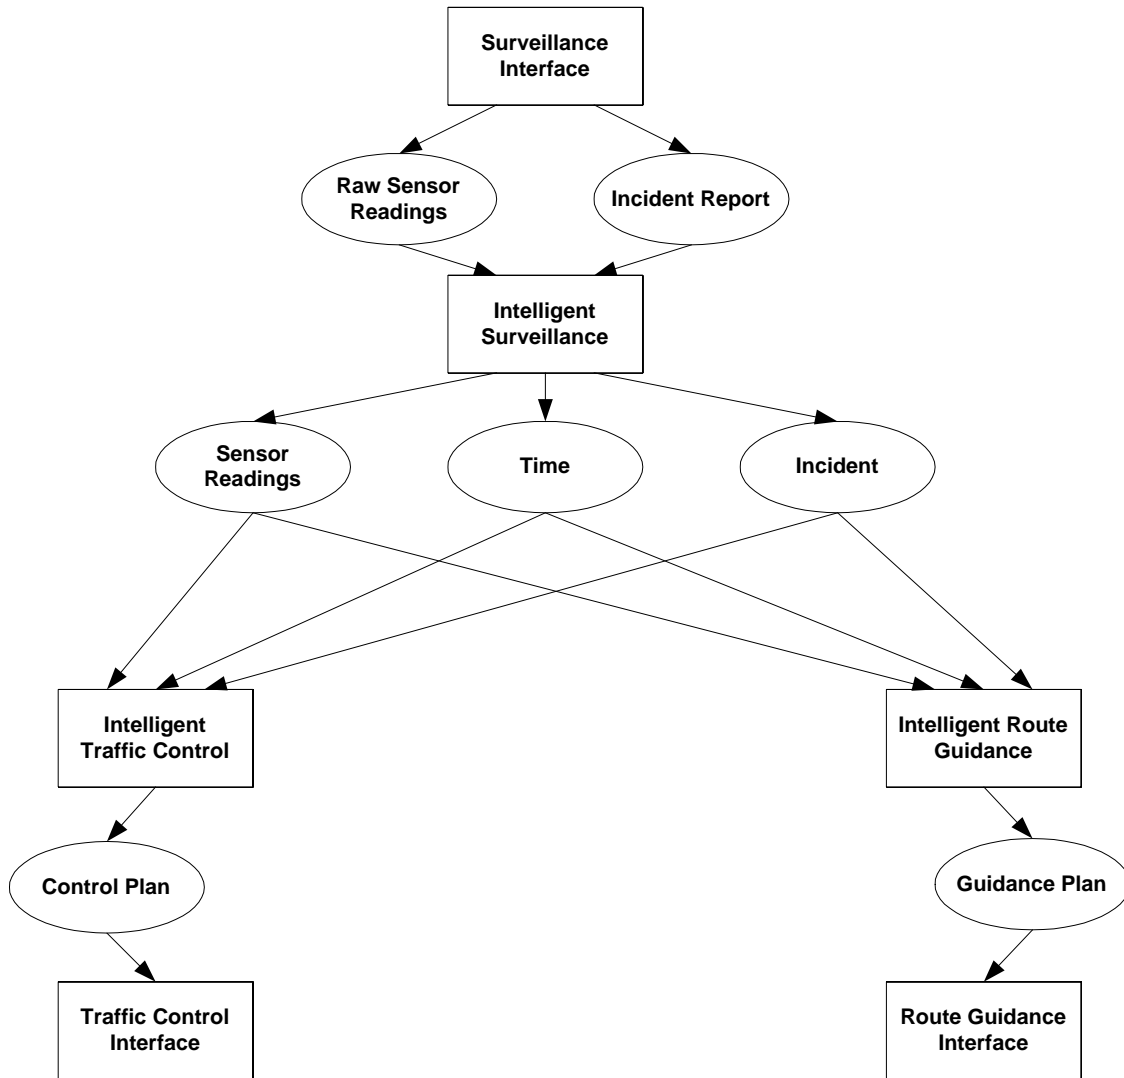 Surveillance
Interface
Raw Sensor
Readings
Incident Report
Intelligent
Surveillance
Sensor
Readings
Time
Incident
Intelligent
Traffic Control
Intelligent Route
Guidance
Control Plan
Guidance Plan
Traffic Control
Interface
Route Guidance
Interface